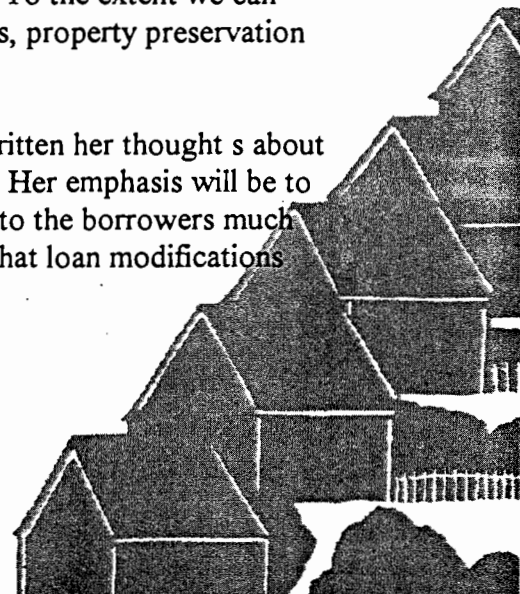 To the extent we can
s, property preservation
ritten her thought s about
Her emphasis will be to
to the borrowers much
hat loan modifications